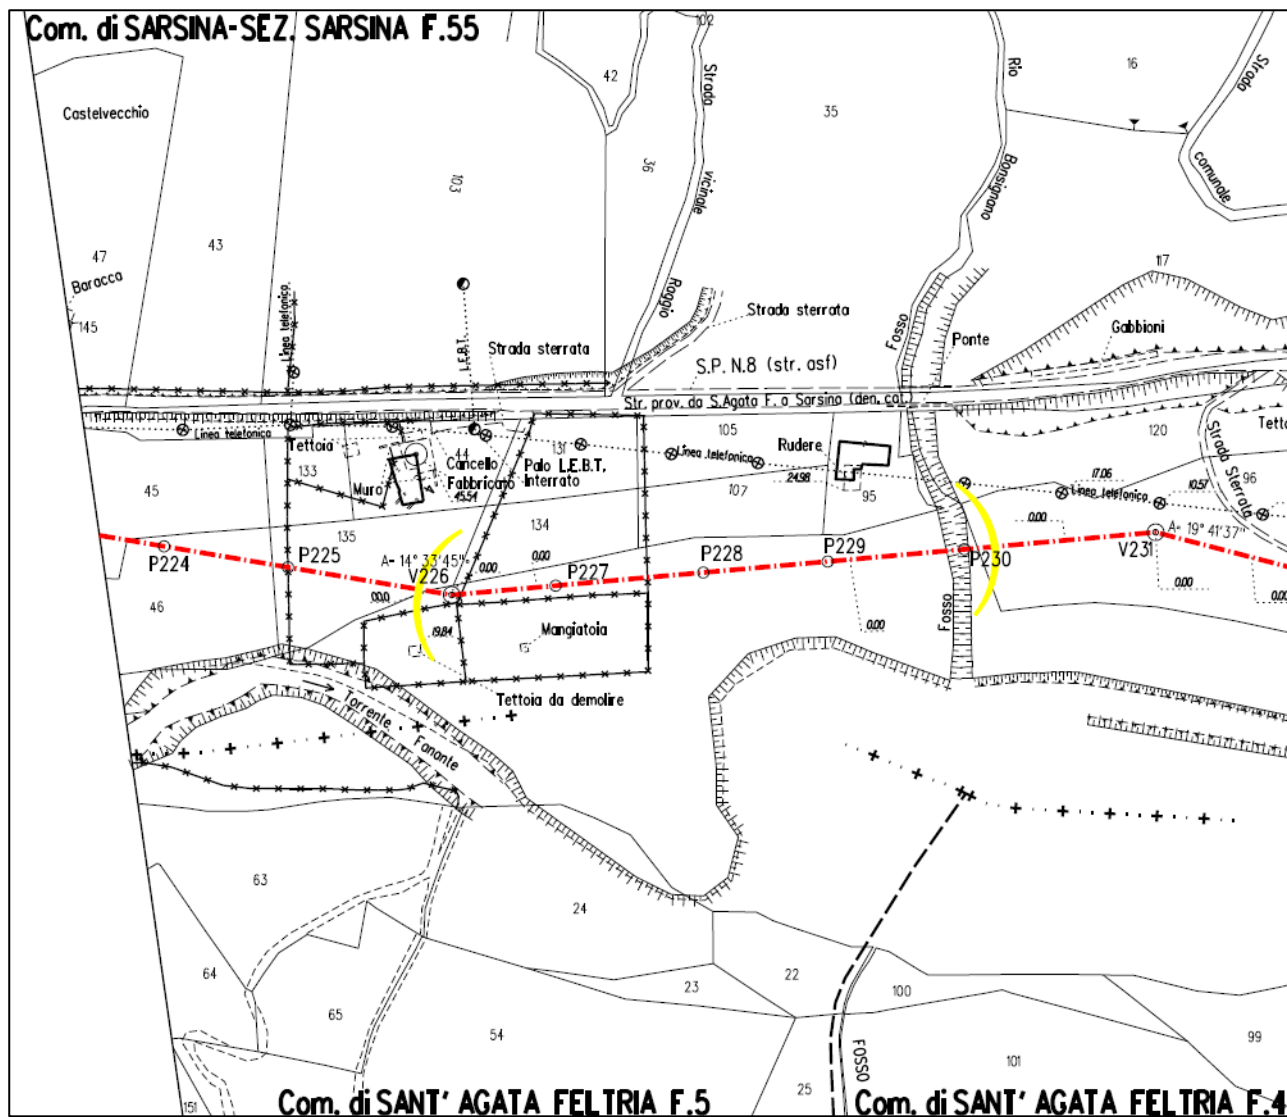 Com. di SARSINA-SEZ. SARSINA F.55
102
42
Strada
Rio
16
Strada
Castelvecchio
35
36
103
vicinale
Bonsignano
comunale
47
43
117
Baracca
145
Linea telefonica
L.E.B.T.
Raggio
Strada sterrata
Fosso
Ponte
Gabbioni
Strada sterrata
S.P. N.8 (str. asf)
Str. prov. da S.Agata F. a Sarsina (den. cat.
Linea telefonica
Tettoia
133
44
131
105
Rudere
120
Strada Sterrata
Cancello
Fabbricato
45.54
Palo L.E.B.T.
Interrato
Linea telefonica
24.98
17.06
10.57
96
45
Muro
107
95
Linea telefonica
135
134
0.00
A= 19° 41'37"
P224
P225
A= 14° 33'45"
V226
0.00
0.00
P227
P228
P229
P230
V231
46
19.84
Mangiatoia
0.00
Fosso
0.00
0.00
Tettoia da demolire
Torrente
Fanante
63
24
64
65
23
22
100
54
99
25
FOSSO
101
151
Com. di SANT' AGATA FELTRIA F.5
Com. di SANT' AGATA FELTRIA F.4